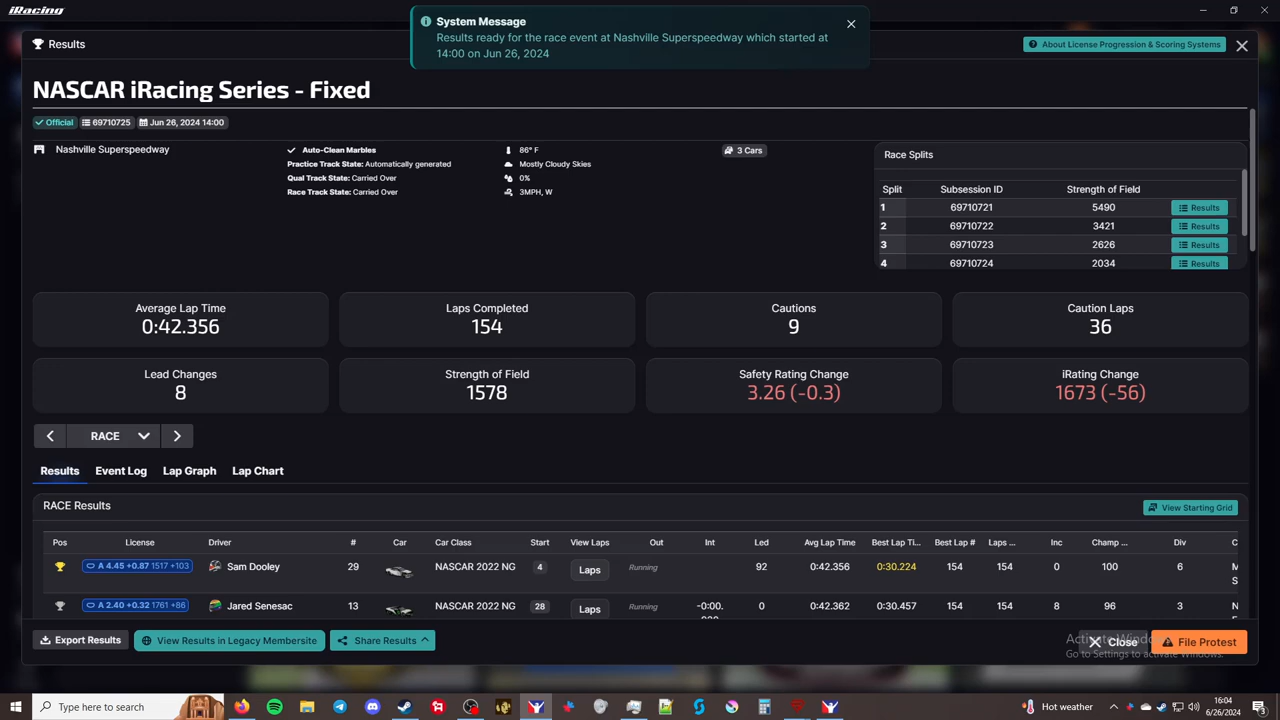 iRacing
System Message
Results ready for the race event at Nashville Superspeedway which started at
14:00 on Jun 26, 2024
Results
About License Progression & Scoring Systems
NASCAR iRacing Series - Fixed
Official 69710725 Jun 26, 2024 14:00
Nashville Superspeedway
Auto-Clean Marbles
Practice Track State: Automatically generated
Qual Track State: Carried Over
Race Track State: Carried Over
86° F
Mostly Cloudy Skies
0%
3MPH, W
3 Cars
Race Splits
Split Subsession ID Strength of Field
1 69710721 5490 Results
2 69710722 3421 Results
3 69710723 2626 Results
4 69710724 2034 Results
Average Lap Time
0:42.356
Laps Completed
154
Cautions
9
Caution Laps
36
Lead Changes
8
Strength of Field
1578
Safety Rating Change
3.26 (-0.3)
iRating Change
1673 (-56)
RACE
Results Event Log Lap Graph Lap Chart
RACE Results
View Starting Grid
Pos License Driver # Car Car Class Start View Laps Out Int Led Avg Lap Time Best Lap Ti... Best Lap # Laps ... Inc Champ ... Div
A 4.45 +0.87 1517 +103 Sam Dooley 29 NASCAR 2022 NG 4 Laps Running 92 42.356 0:30.224 154 154 0 100 6
A 2.40 +0.32 1761 +86 Jared Senesac 13 NASCAR 2022 NG 28 Laps Running -0:00. 0 42.362 0:30.457 154 154 8 96 3
Export Results View Results in Legacy Membersite Share Results
Close File Protest
Go to Settings to activate Windows.
Type here to search
Hot weather
16:04
6/26/2024